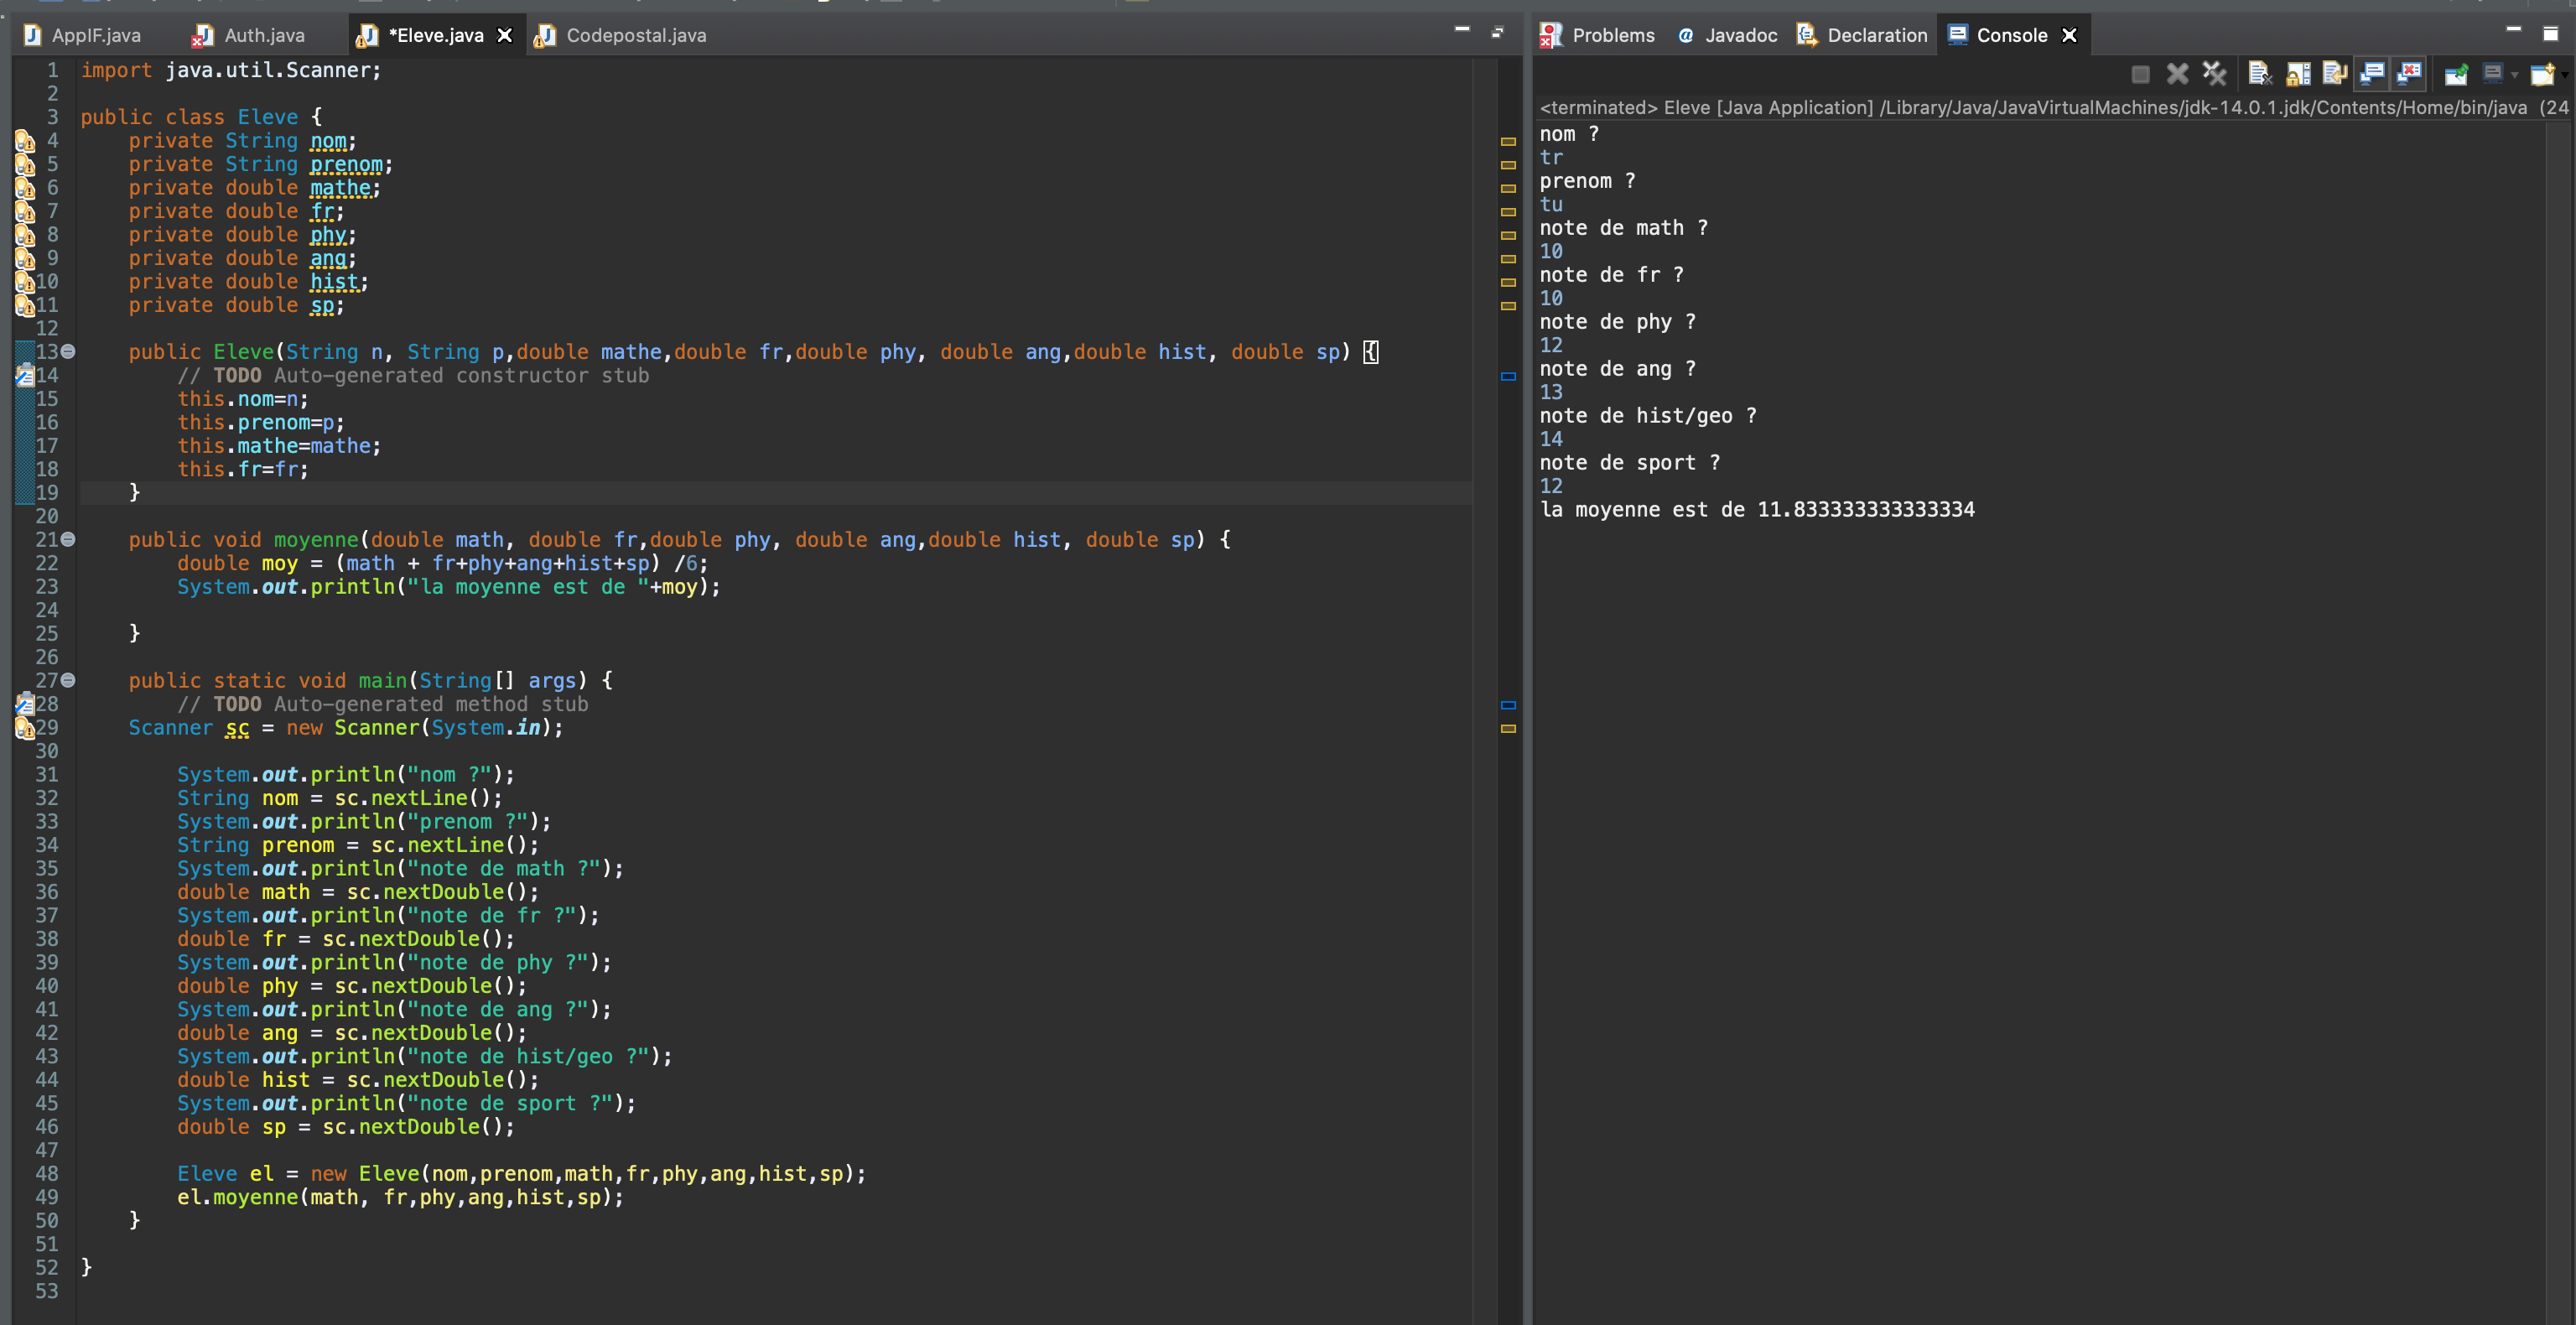 AppIF.java Auth.java *Eleve.java Codepostal.java
1 import java.util.Scanner;
2
3 public class Eleve {
4 private String nom;
5 private String prenom;
6 private double mathe;
7 private double fr;
8 private double phy;
9 private double ang;
10 private double hist;
11 private double sp;
12
13 public Eleve(String n, String p,double mathe,double fr,double phy, double ang,double hist, double sp) {
14 // TODO Auto-generated constructor stub
15 this.nom=n;
16 this.prenom=p;
17 this.mathe=mathe;
18 this.fr=fr;
19 }
20
21 public void moyenne(double math, double fr,double phy, double ang,double hist, double sp) {
22 double moy = (math + fr+phy+ang+hist+sp) /6;
23 System.out.println("la moyenne est de "+moy);
24
25 }
26
27 public static void main(String[] args) {
28 // TODO Auto-generated method stub
29 Scanner sc = new Scanner(System.in);
30
31 System.out.println("nom ?");
32 String nom = sc.nextLine();
33 System.out.println("prenom ?");
34 String prenom = sc.nextLine();
35 System.out.println("note de math ?");
36 double math = sc.nextDouble();
37 System.out.println("note de fr ?");
38 double fr = sc.nextDouble();
39 System.out.println("note de phy ?");
40 double phy = sc.nextDouble();
41 System.out.println("note de ang ?");
42 double ang = sc.nextDouble();
43 System.out.println("note de hist/geo ?");
44 double hist = sc.nextDouble();
45 System.out.println("note de sport ?");
46 double sp = sc.nextDouble();
47
48 Eleve el = new Eleve(nom,prenom,math,fr,phy,ang,hist,sp);
49 el.moyenne(math, fr,phy,ang,hist,sp);
50 }
51
52 }
53
Problems @ Javadoc Declaration Console
<terminated> Eleve [Java Application] /Library/Java/JavaVirtualMachines/jdk-14.0.1.jdk/Contents/Home/bin/java (24
nom ?
tr
prenom ?
tu
note de math ?
10
note de fr ?
10
note de phy ?
12
note de ang ?
13
note de hist/geo ?
14
note de sport ?
12
la moyenne est de 11.833333333333334